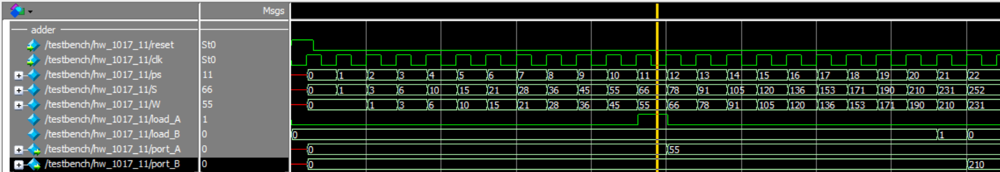 Msgs
adder
/testbench/hw_1017_11/reset St0
/testbench/hw_1017_11/clk St0
/testbench/hw_1017_11/ps 11 0 1 2 3 4 5 6 7 8 9 10 11 12 13 14 15 16 17 18 19 20 21 22
/testbench/hw_1017_11/S 66 0 1 3 6 10 15 21 28 36 45 55 66 78 91 105 120 136 153 171 190 210 231 252
/testbench/hw_1017_11/W 55 0 1 3 6 10 15 21 28 36 45 55 66 78 91 105 120 136 153 171 190 210 231
/testbench/hw_1017_11/load_A 1
/testbench/hw_1017_11/load_B 0 0 1 0
/testbench/hw_1017_11/port_A 0 0 55
/testbench/hw_1017_11/port_B 0 0 210